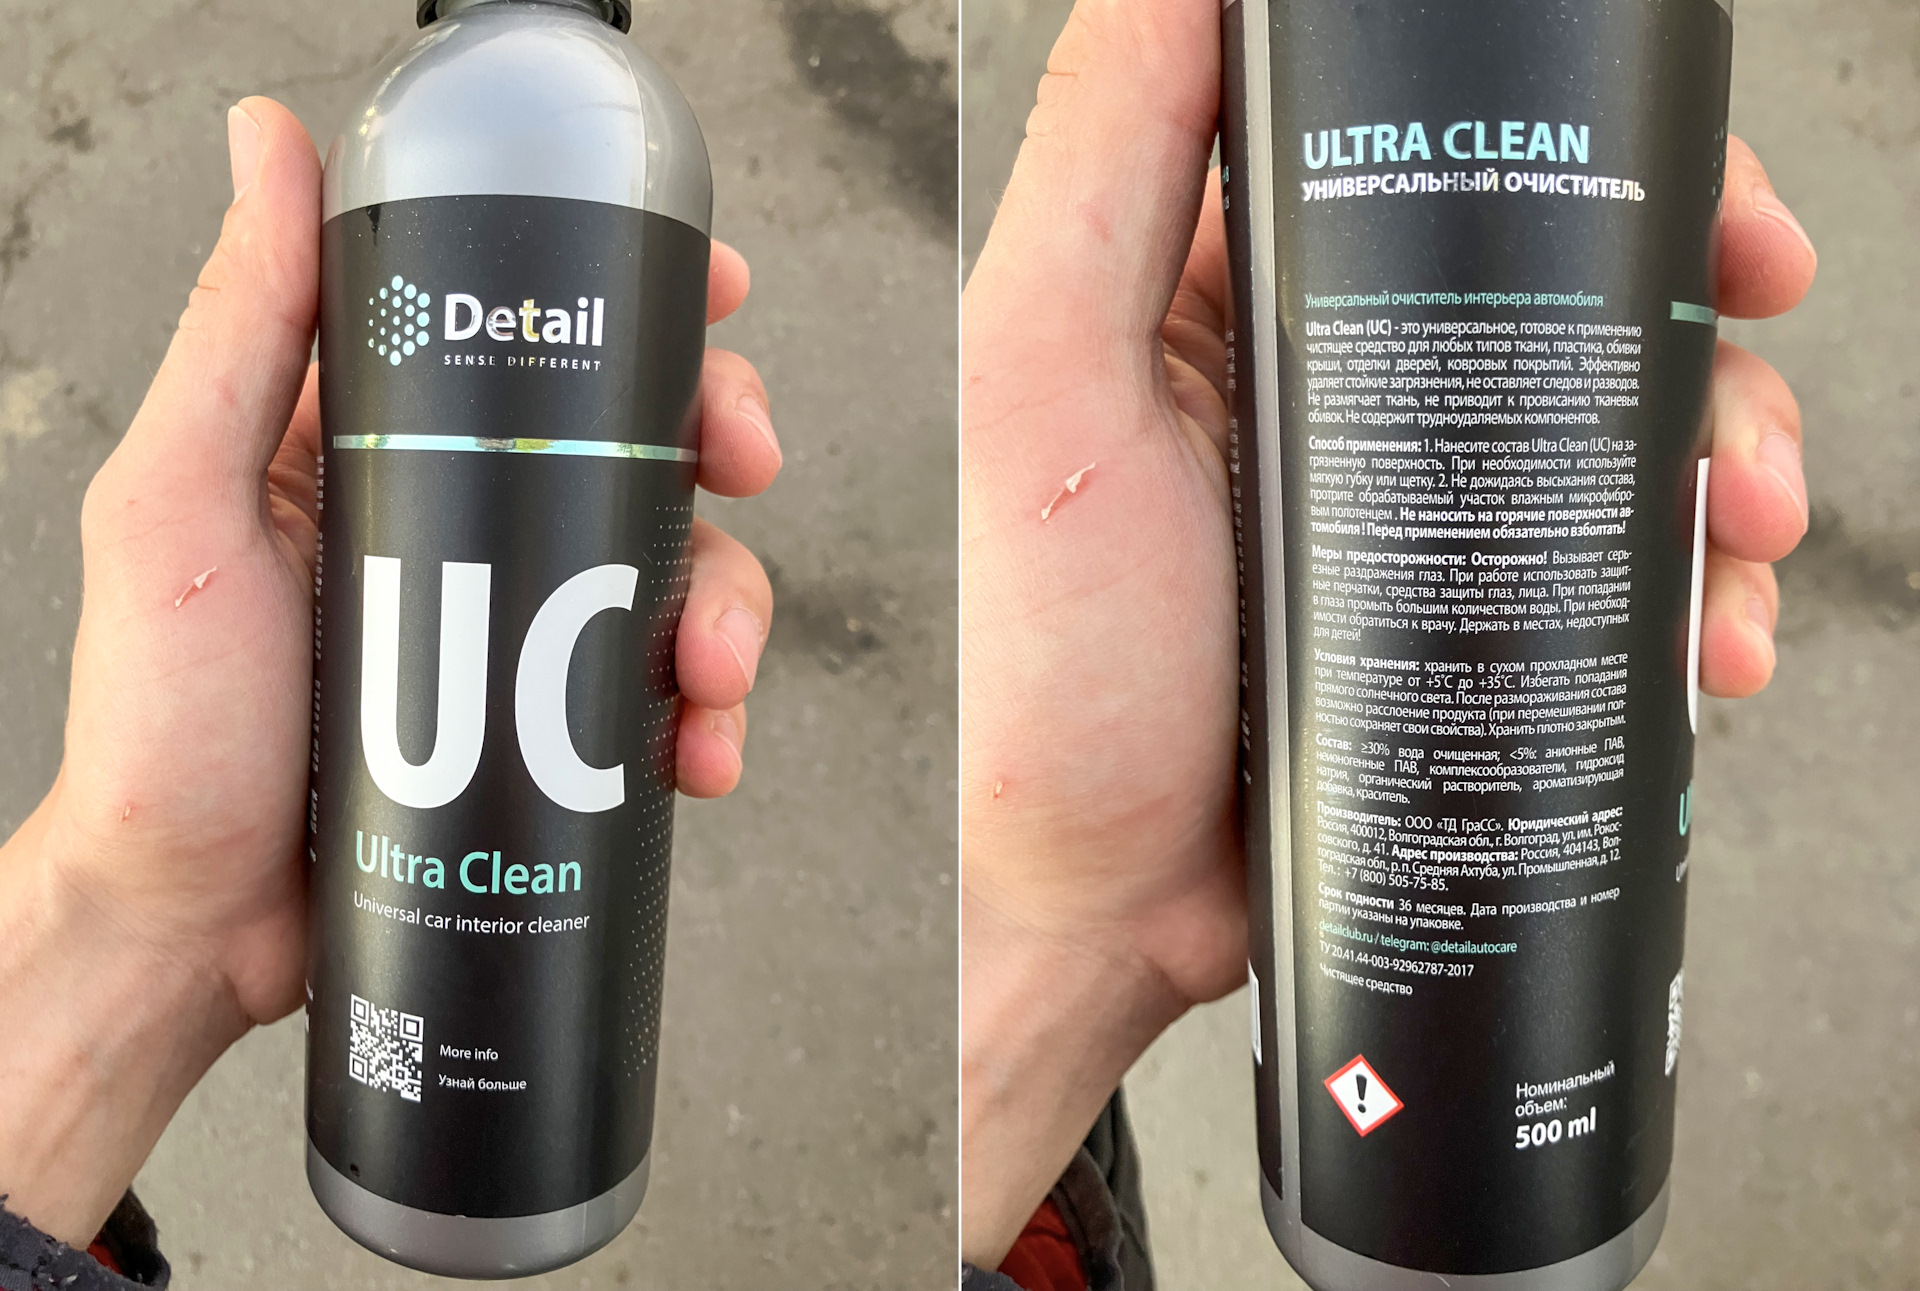 Detail
SENSE DIFFERENT
UC
Ultra Clean
Universal car interior cleaner
More info
Узнай больше
ULTRA CLEAN
УНИВЕРСАЛЬНЫЙ ОЧИСТИТЕЛЬ
Универсальный очиститель интерьера автомобиля
Ultra Clean (UC) - это универсальное, готовое к применению
чистящее средство для любых типов ткани, пластика, обивки
крыши, отделки дверей, ковровых покрытий. Эффективно
удаляет стойкие загрязнения, не оставляет следов и разводов.
Не размягчает ткань, не приводит к провисанию тканевых
обивок. Не содержит трудноудаляемых компонентов.
Способ применения: 1. Нанесите состав Ultra Clean (UC) на за-
грязненную поверхность. При необходимости используйте
мягкую губку или щетку. 2. Не дожидаясь высыхания состава,
протрите обрабатываемый участок влажным микрофибро-
вым полотенцем . Не наносить на горячие поверхности ав-
томобиля ! Перед применением обязательно взболтать!
Меры предосторожности: Осторожно! Вызывает серь-
езные раздражения глаз. При работе использовать защит-
ные перчатки, средства защиты глаз, лица. При попадании
в глаза промыть большим количеством воды. При необход-
имости обратиться к врачу. Держать в местах, недоступных
для детей!
Условия хранения: хранить в сухом прохладном месте
при температуре от +5˚С до +35˚С. Избегать попадания
прямого солнечного света. После размораживания состава
возможно расслоение продукта (при перемешивании пол-
ностью сохраняет свои свойства). Хранить плотно закрытым.
Состав: ≥30% вода очищенная; <5%: анионные ПАВ,
неионогенные ПАВ, комплексообразователи, гидроксид
натрия, органический растворитель, ароматизирующая
добавка, краситель.
Производитель: ООО «ТД ГраСС». Юридический адрес:
Россия, 400012, Волгоградская обл., г. Волгоград, ул. им. Рокос-
совского, д. 41. Адрес производства: Россия, 404143, Вол-
гоградская обл., р. п. Средняя Ахтуба, ул. Промышленная, д. 12.
Тел. : +7 (800) 505-75-85.
Срок годности 36 месяцев. Дата производства и номер
партии указаны на упаковке.
detailclub.ru / telegram: @detailautocare
ТУ 20.41.44-003-92962787-2017
Чистящее средство
Номинальный
объем:
500 ml